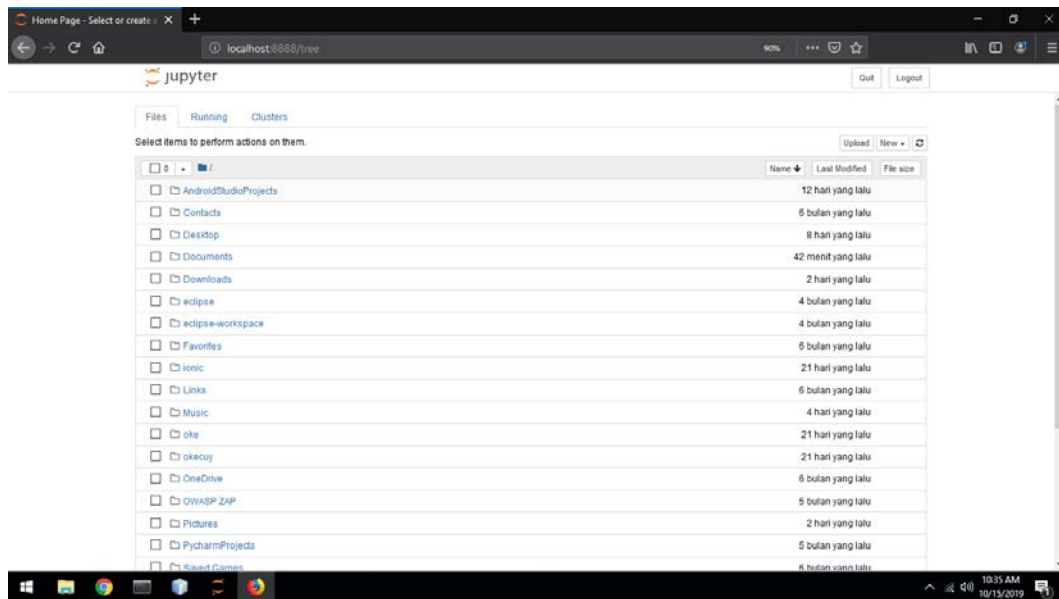 Home Page - Select or create a
localhost:8888/tree
90%
jupyter
Quit Logout
Files Running Clusters
Select items to perform actions on them.
Upload New
0 /
Name Last Modified File size
AndroidStudioProjects 12 hari yang lalu
Contacts 6 bulan yang lalu
Desktop 8 hari yang lalu
Documents 42 menit yang lalu
Downloads 2 hari yang lalu
eclipse 4 bulan yang lalu
eclipse-workspace 4 bulan yang lalu
Favorites 6 bulan yang lalu
ionic 21 hari yang lalu
Links 6 bulan yang lalu
Music 4 hari yang lalu
oke 21 hari yang lalu
okecuy 21 hari yang lalu
OneDrive 6 bulan yang lalu
OWASP ZAP 5 bulan yang lalu
Pictures 2 hari yang lalu
PycharmProjects 5 bulan yang lalu
Saved Games 6 bulan yang lalu
10:35 AM
10/15/2019